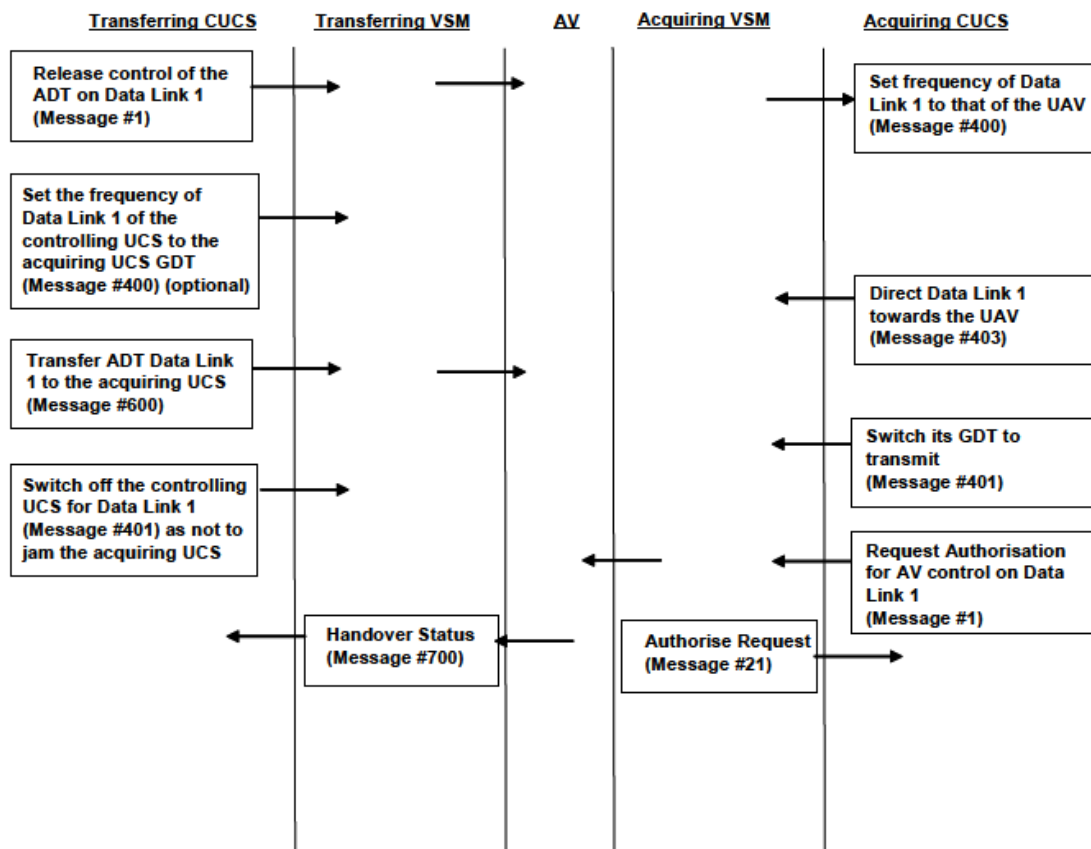 Transferring CUCS
Transferring VSM
AV
Acquiring VSM
Acquiring CUCS
Release control of the
ADT on Data Link 1
(Message #1)
Set frequency of Data
Link 1 to that of the UAV
(Message #400)
Set the frequency of
Data Link 1 of the
controlling UCS to the
acquiring UCS GDT
(Message #400) (optional)
Direct Data Link 1
towards the UAV
(Message #403)
Transfer ADT Data Link
1 to the acquiring UCS
(Message #600)
Switch its GDT to
transmit
(Message #401)
Switch off the controlling
UCS for Data Link 1
(Message #401) as not to
jam the acquiring UCS
Request Authorisation
for AV control on Data
Link 1
(Message #1)
Handover Status
(Message #700)
Authorise Request
(Message #21)